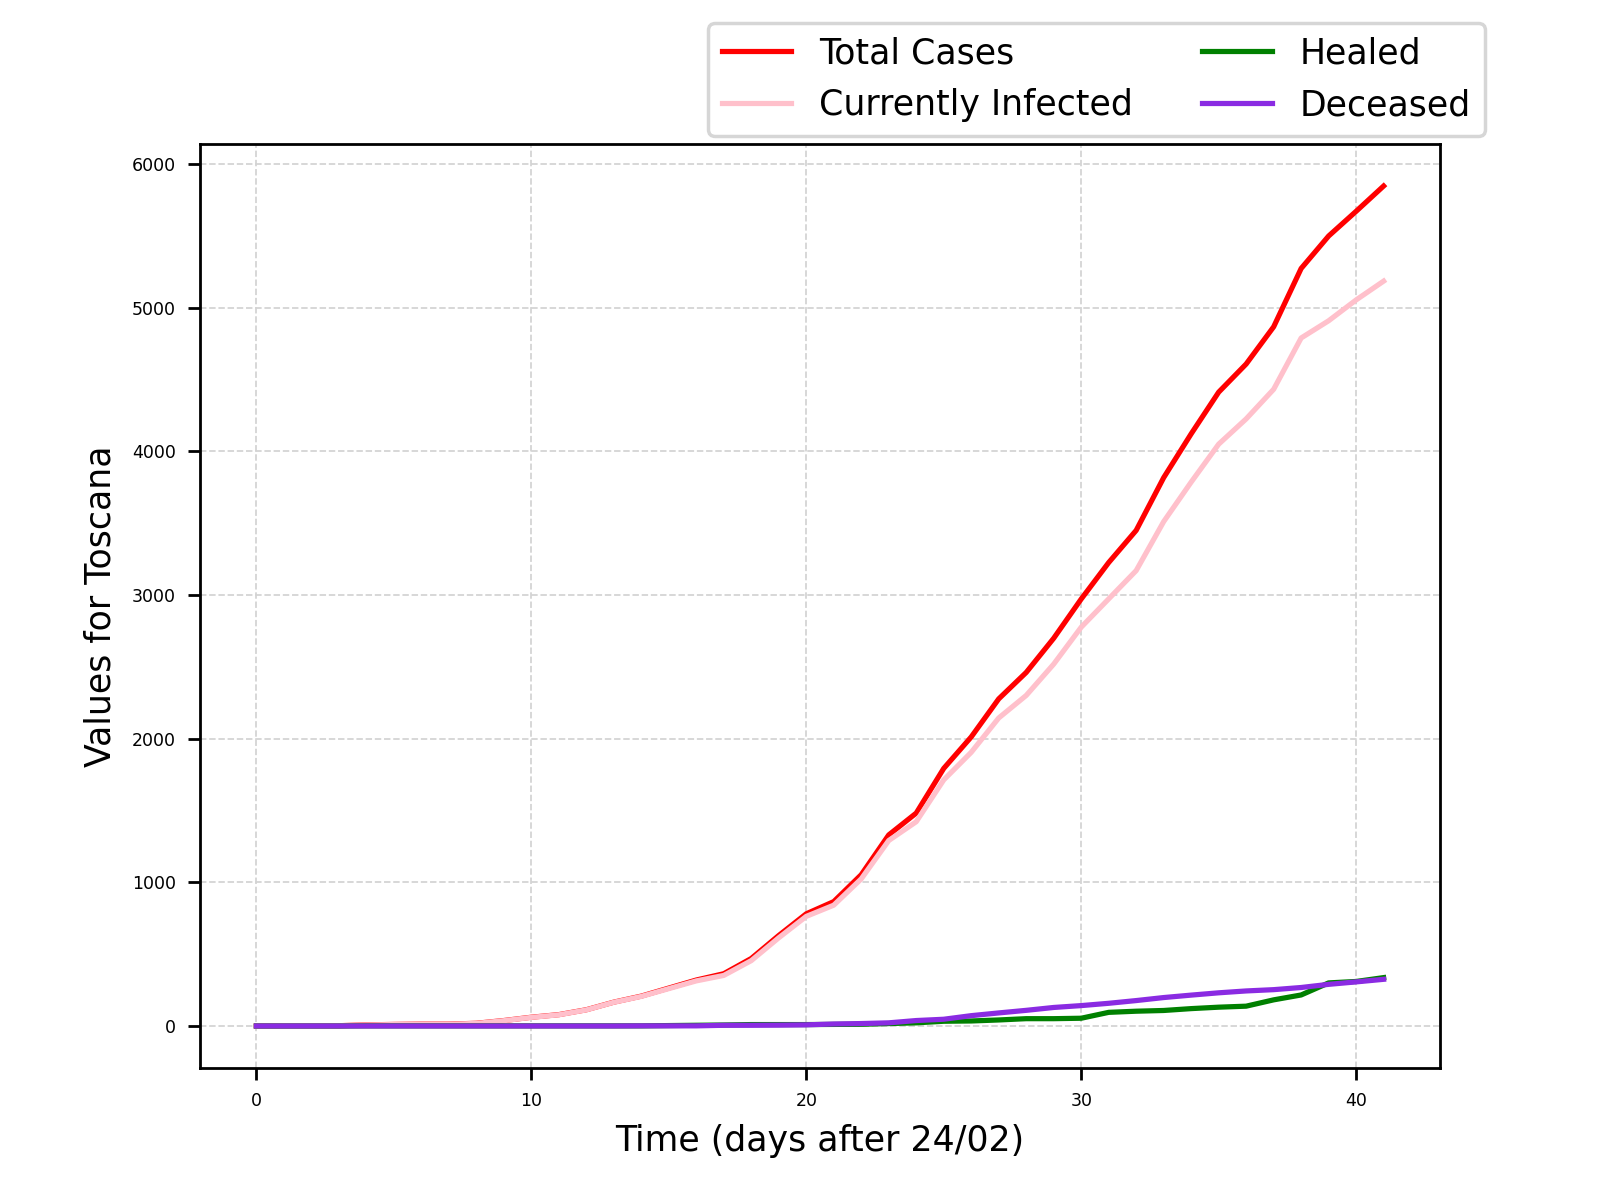 Total Cases
Currently Infected
Healed
Deceased
6000
5000
4000
3000
2000
1000
0
Values for Toscana
0 10 20 30 40
Time (days after 24/02)